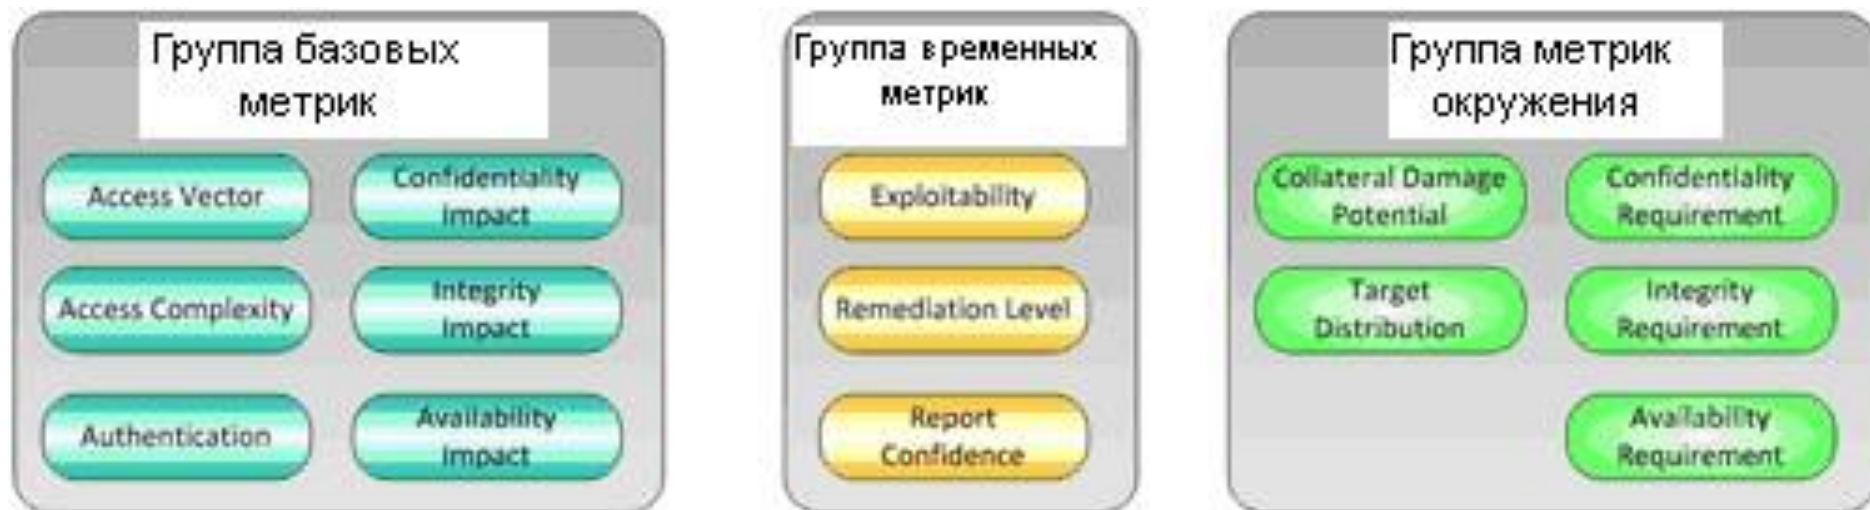 Группа базовых
метрик
Access Vector
Confidentiality
Impact
Access Complexity
Integrity
Impact
Authentication
Availability
Impact
Группа временных
метрик
Exploitability
Remediation Level
Report
Confidence
Группа метрик
окружения
Collateral Damage
Potential
Confidentiality
Requirement
Target
Distribution
Integrity
Requirement
Availability
Requirement